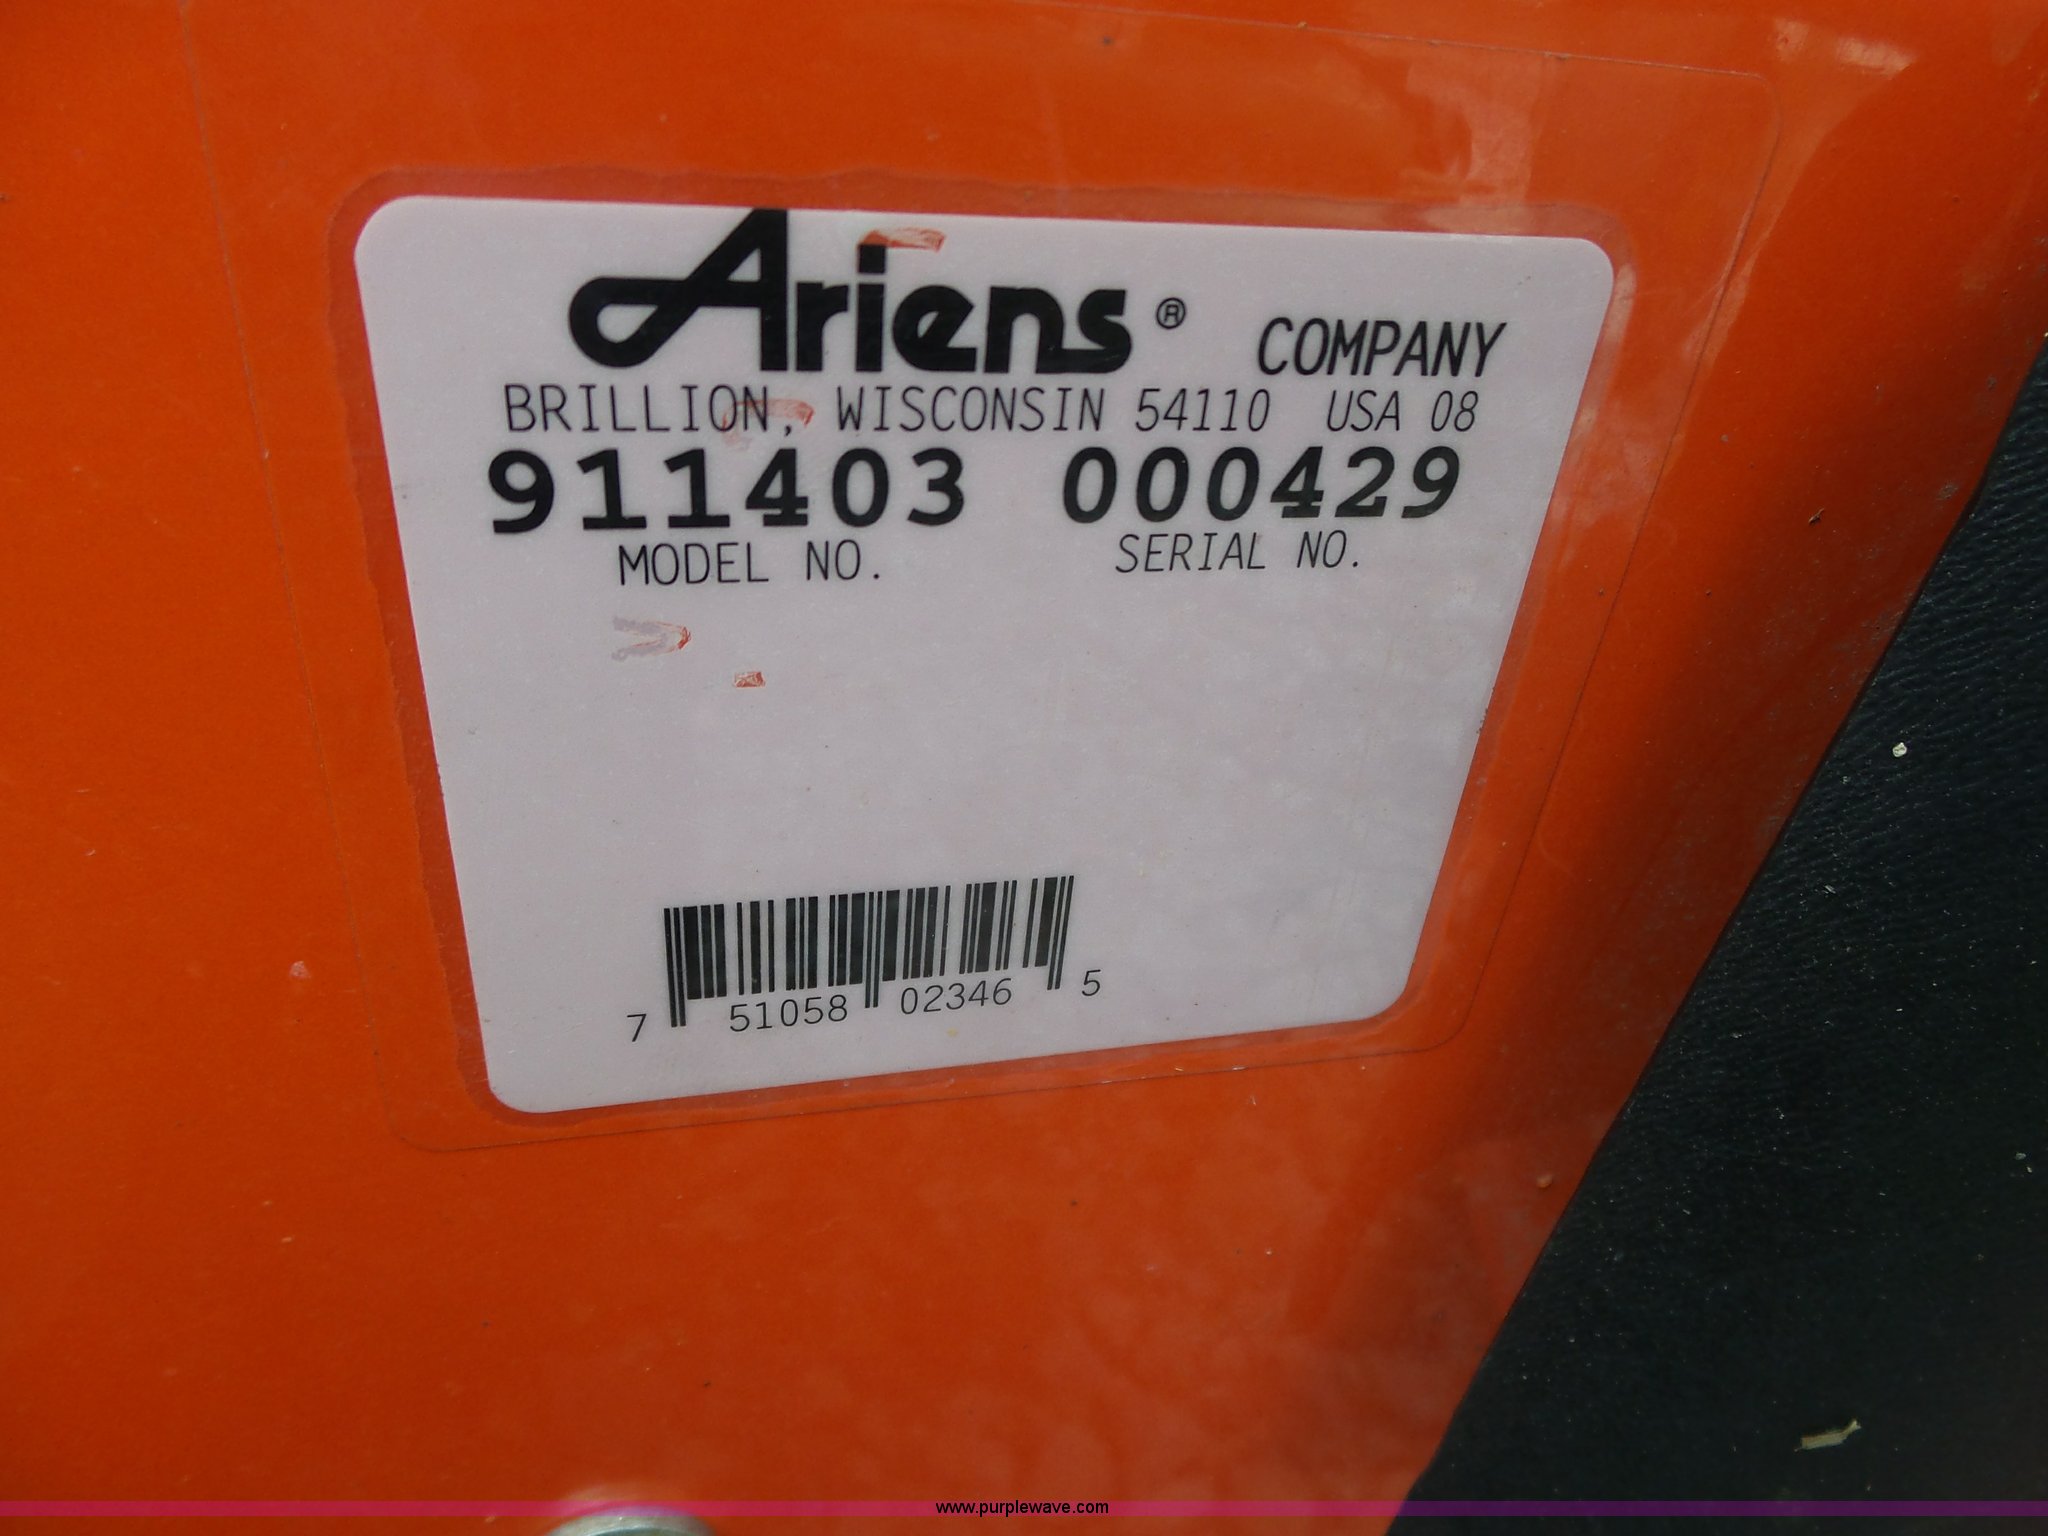 Ariens® COMPANY
BRILLION, WISCONSIN 54110 USA 08
911403 000429
MODEL NO. SERIAL NO.
7 51058 02346 5
www.purplewave.com